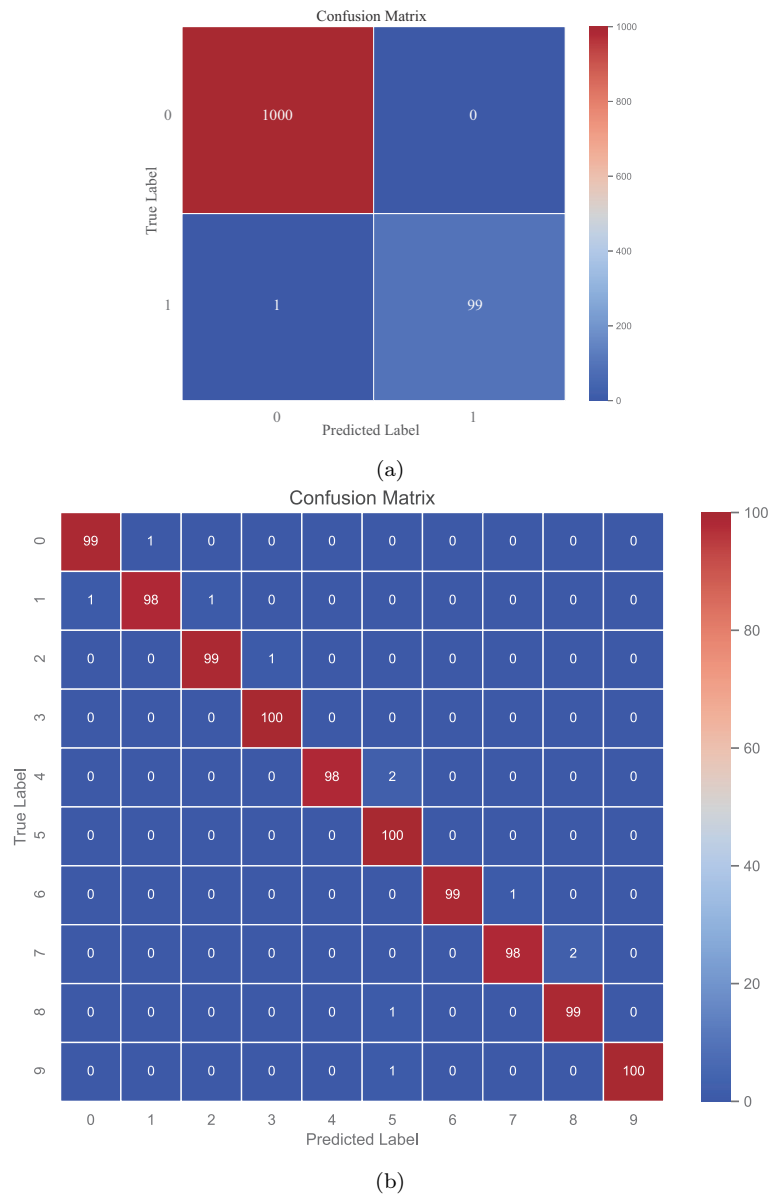 Confusion Matrix
1000
0 1000 0
800
True Label
600
400
1 1 99
200
0
0 1
Predicted Label
(a)
Confusion Matrix
100
0 99 1 0 0 0 0 0 0 0 0
1 1 98 1 0 0 0 0 0 0 0
80
2 0 0 99 1 0 0 0 0 0 0
3 0 0 0 100 0 0 0 0 0 0
60
4 0 0 0 0 98 2 0 0 0 0
True Label
5 0 0 0 0 0 100 0 0 0 0
40
6 0 0 0 0 0 0 99 1 0 0
7 0 0 0 0 0 0 0 98 2 0
20
8 0 0 0 0 0 1 0 0 99 0
9 0 0 0 0 0 1 0 0 0 100
0
0 1 2 3 4 5 6 7 8 9
Predicted Label
(b)